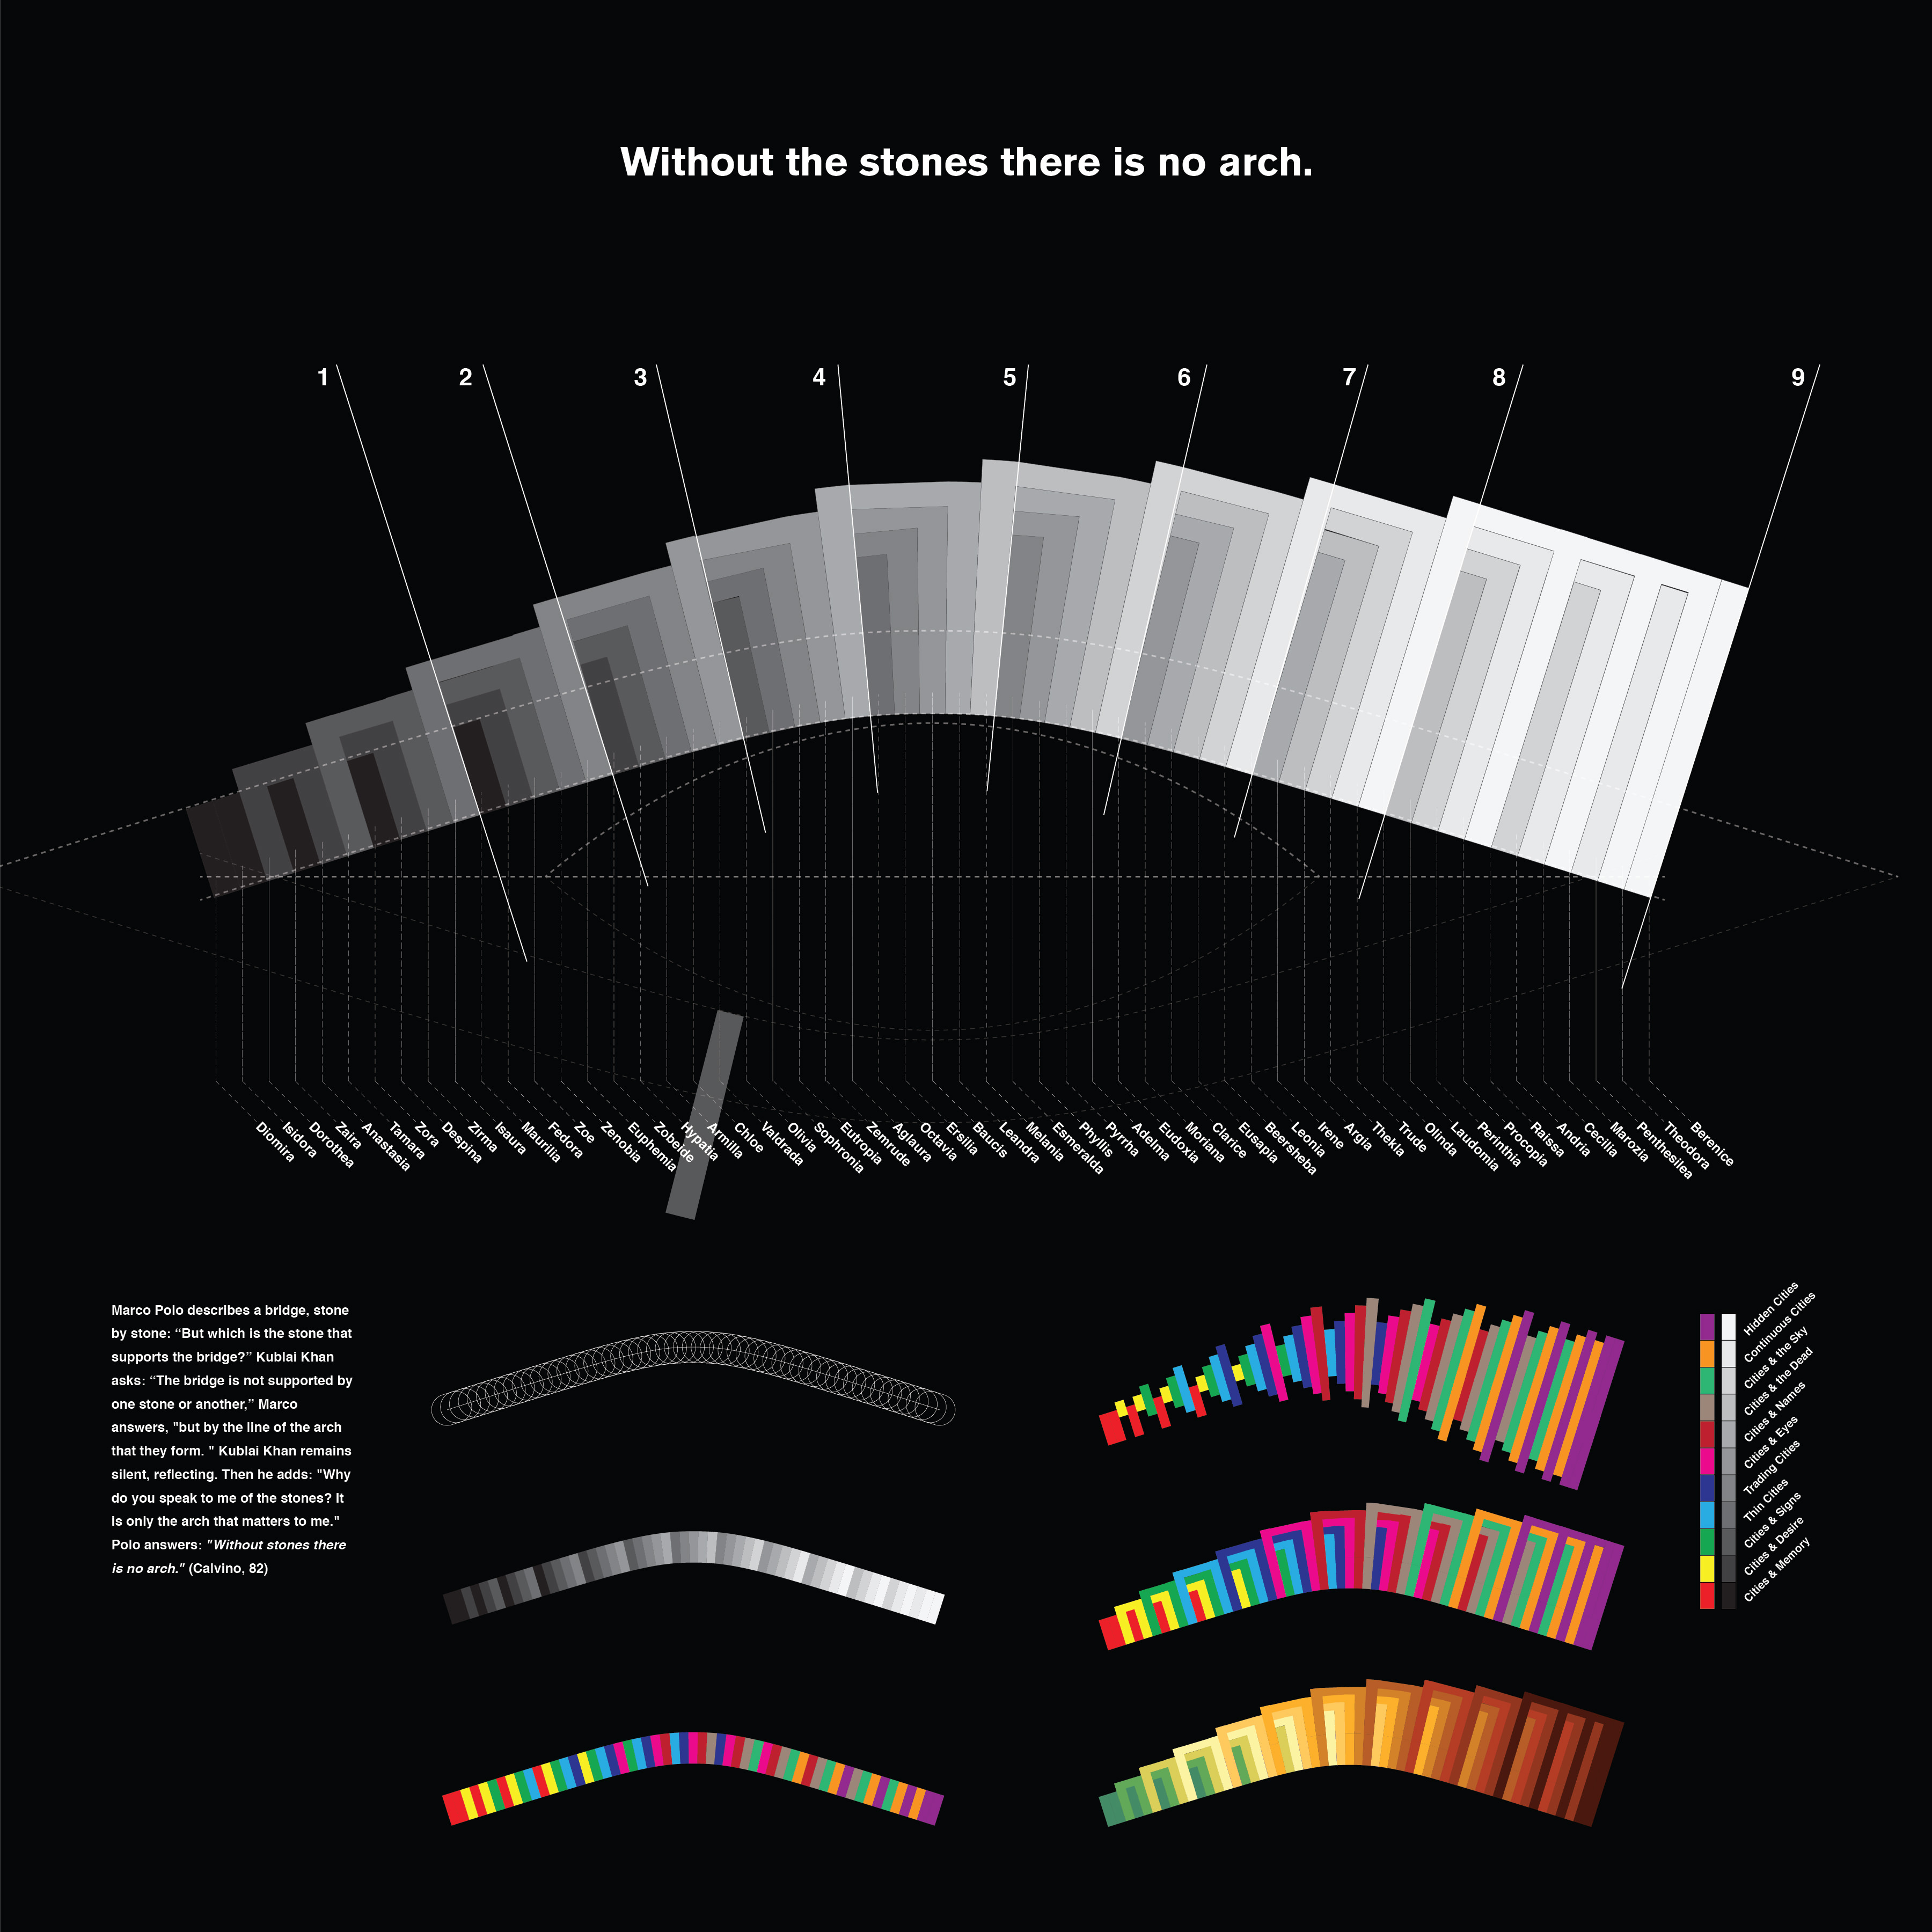 Without the stones there is no arch.
1
2
3
4
5
6
7
8
9
Diomira
Isidora
Dorothea
Zaira
Anastasia
Tamara
Zora
Despina
Zirma
Isaura
Maurilia
Fedora
Zoe
Zenobia
Euphemia
Zobeide
Hypatia
Armilla
Chloe
Valdrada
Olivia
Sophronia
Eutropia
Zemrude
Aglaura
Octavia
Ersilia
Baucis
Leandra
Melania
Esmeralda
Phyllis
Pyrrha
Adelma
Eudoxia
Moriana
Clarice
Eusapia
Beersheba
Leonia
Irene
Argia
Thekla
Trude
Olinda
Laudomia
Perinthia
Procopia
Raissa
Andria
Cecilia
Marozia
Penthesilea
Theodora
Berenice
Marco Polo describes a bridge, stone
by stone: “But which is the stone that
supports the bridge?” Kublai Khan
asks: “The bridge is not supported by
one stone or another,” Marco
answers, "but by the line of the arch
that they form. " Kublai Khan remains
silent, reflecting. Then he adds: "Why
do you speak to me of the stones? It
is only the arch that matters to me."
Polo answers: "Without stones there
is no arch." (Calvino, 82)
Hidden Cities
Continuous Cities
Cities & the Sky
Cities & the Dead
Cities & Names
Cities & Eyes
Trading Cities
Thin Cities
Cities & Signs
Cities & Desire
Cities & Memory